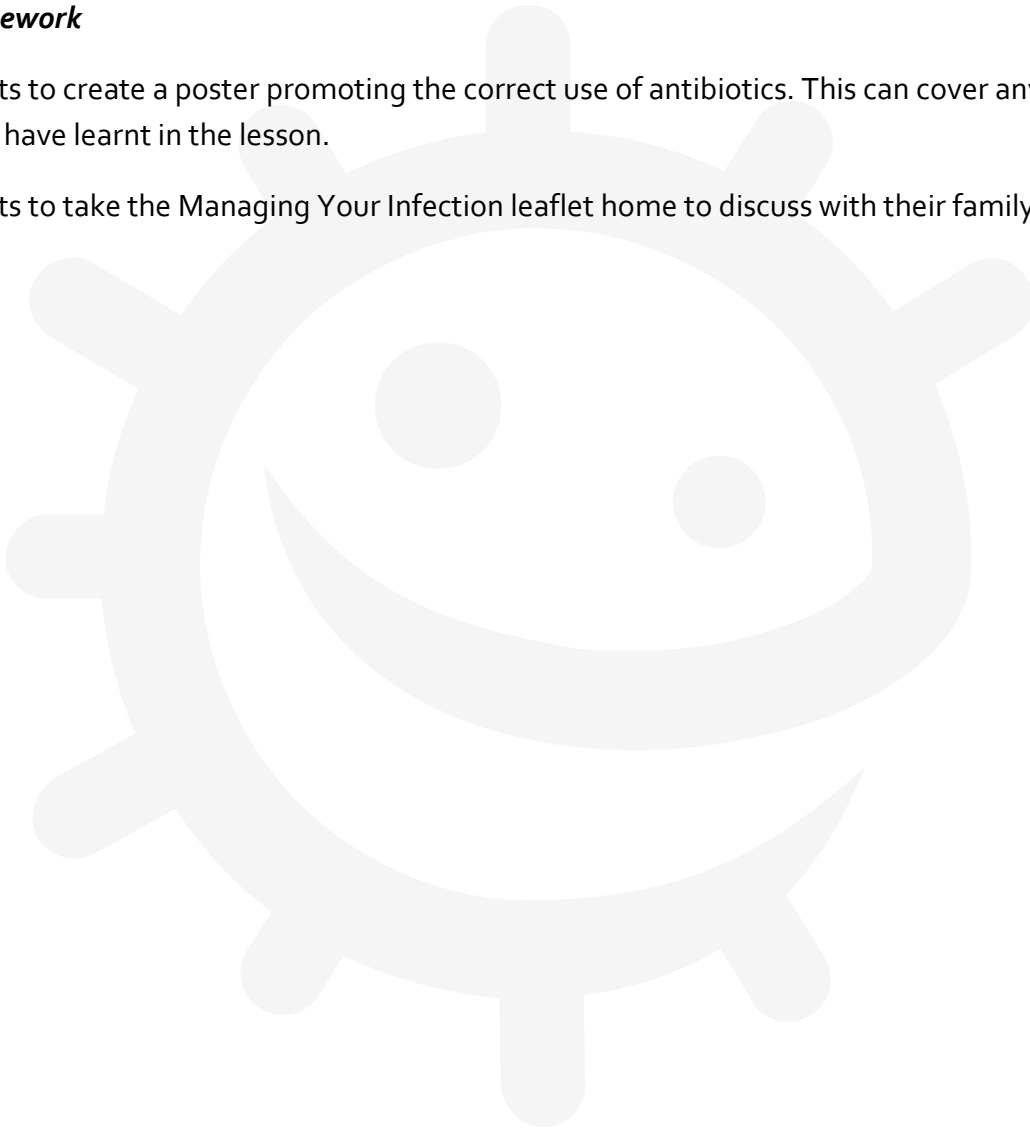 ework
ts to create a poster promoting the correct use of antibiotics. This can cover any
have learnt in the lesson.
ts to take the Managing Your Infection leaflet home to discuss with their family